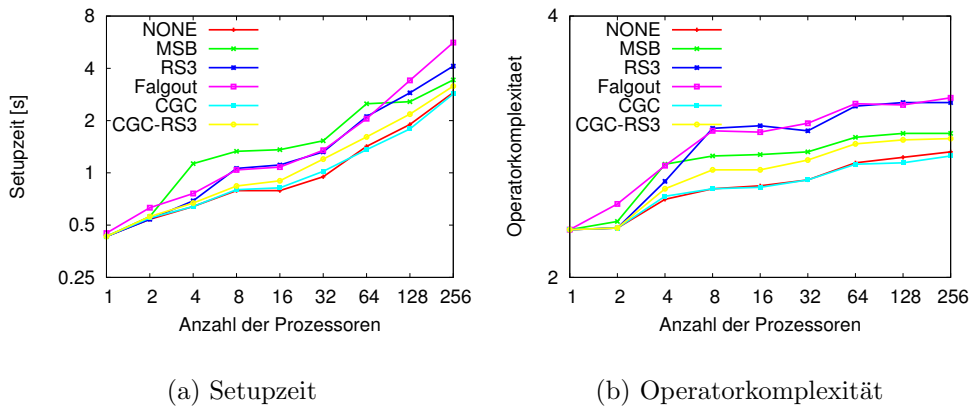 8
4
2
1
0.5
0.25
Setupzeit [s]
NONE
MSB
RS3
Falgout
CGC
CGC-RS3
1 2 4 8 16 32 64 128 256
Anzahl der Prozessoren
(a) Setupzeit
4
2
Operatorkomplexitaet
NONE
MSB
RS3
Falgout
CGC
CGC-RS3
1 2 4 8 16 32 64 128 256
Anzahl der Prozessoren
(b) Operatorkomplexität